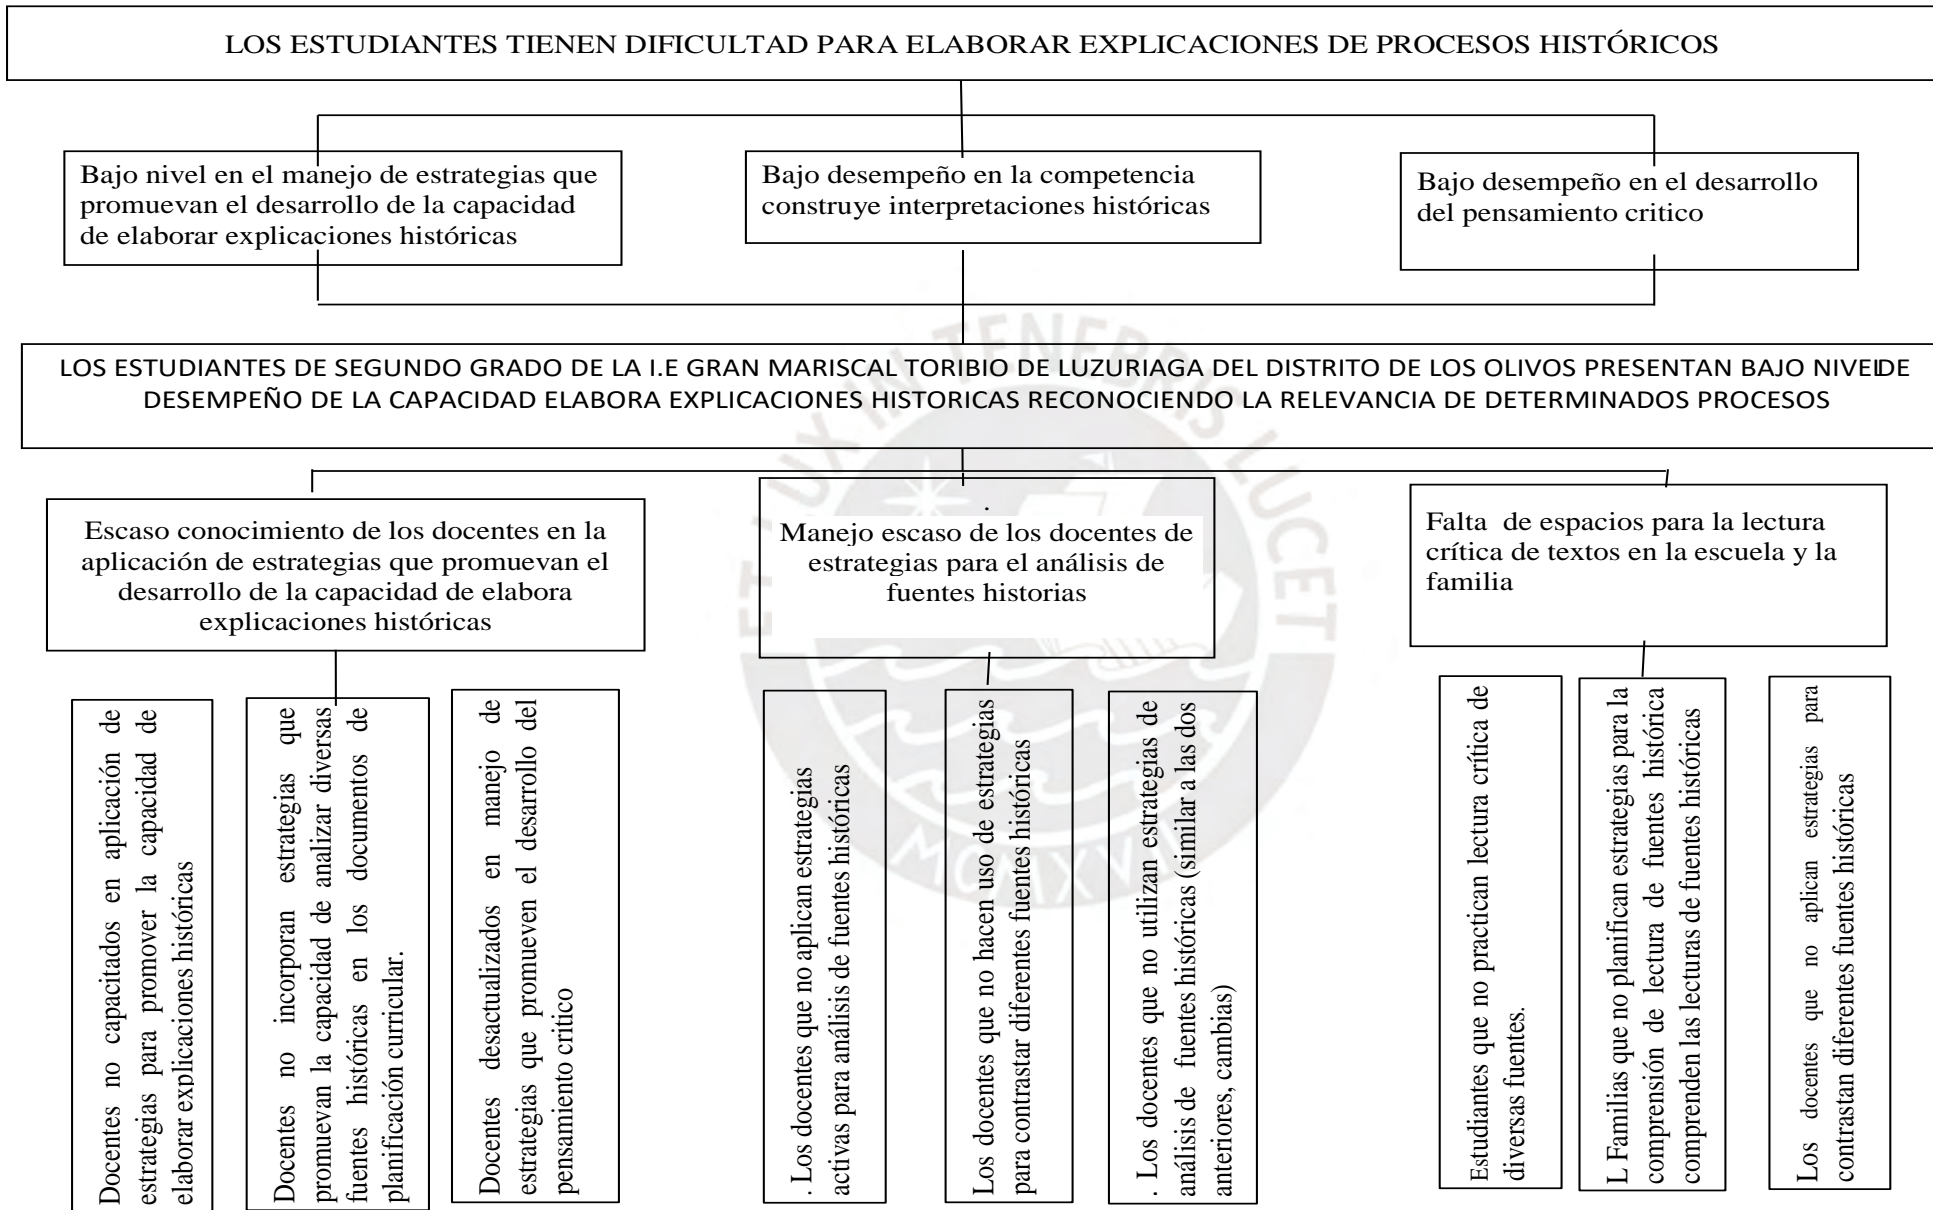 LOS ESTUDIANTES TIENEN DIFICULTAD PARA ELABORAR EXPLICACIONES DE PROCESOS HISTÓRICOS
Bajo nivel en el manejo de estrategias que
promuevan el desarrollo de la capacidad
de elaborar explicaciones históricas
Bajo desempeño en la competencia
construye interpretaciones históricas
Bajo desempeño en el desarrollo
del pensamiento critico
LOS ESTUDIANTES DE SEGUNDO GRADO DE LA I.E GRAN MARISCAL TORIBIO DE LUZURIAGA DEL DISTRITO DE LOS OLIVOS PRESENTAN BAJO NIVEL DE
DESEMPEÑO DE LA CAPACIDAD ELABORA EXPLICACIONES HISTORICAS RECONOCIENDO LA RELEVANCIA DE DETERMINADOS PROCESOS
Escaso conocimiento de los docentes en la
aplicación de estrategias que promuevan el
desarrollo de la capacidad de elabora
explicaciones históricas
.
Manejo escaso de los docentes de
estrategias para el análisis de
fuentes historias
Falta de espacios para la lectura
crítica de textos en la escuela y la
familia
Docentes no capacitados en aplicación de
estrategias para promover la capacidad de
elaborar explicaciones históricas
Docentes no incorporan estrategias que
promuevan la capacidad de analizar diversas
fuentes históricas en los documentos de
planificación curricular.
Docentes desactualizados en manejo de
estrategias que promueven el desarrollo del
pensamiento critico
. Los docentes que no aplican estrategias
activas para análisis de fuentes históricas
Los docentes que no hacen uso de estrategias
para contrastar diferentes fuentes históricas
. Los docentes que no utilizan estrategias de
análisis de fuentes históricas (similar a las dos
anteriores, cambias)
Estudiantes que no practican lectura crítica de
diversas fuentes.
L Familias que no planifican estrategias para la
comprensión de lectura de fuentes histórica
comprenden las lecturas de fuentes históricas
Los docentes que no aplican estrategias para
contrastan diferentes fuentes históricas
ET LUX IN TENEBRIS LUCET
MCMXVII